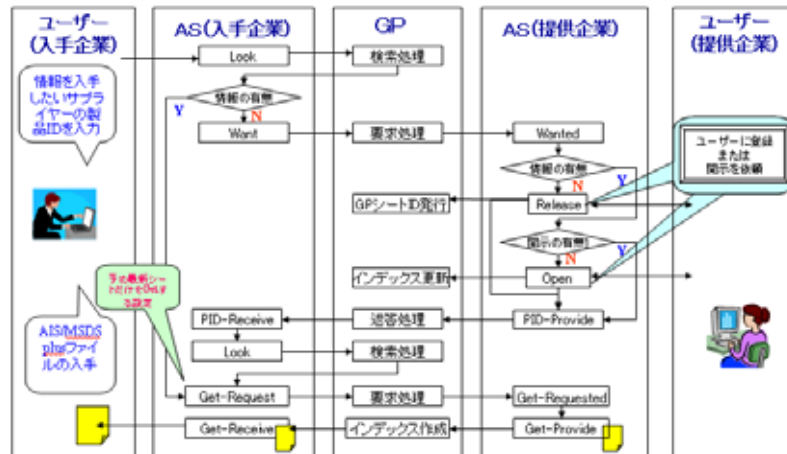 ユーザー
(入手企業)
AS(入手企業)
GP
AS(提供企業)
ユーザー
(提供企業)
Look
検索処理
情報を入手
したいサプラ
イヤーの製
品IDを入力
情報の有無
Y
N
Want
要求処理
Wanted
ユーザーに登録
または
開示を依頼
情報の有無
Y
N
GPシートID発行
Release
開示の有無
Y
N
インデックス更新
Open
AIS/MSDS
plusファイ
ルの入手
PID-Receive
返答処理
PID-Provide
Look
検索処理
Get-Request
要求処理
Get-Requested
Get-Receive
インデックス作成
Get-Provide